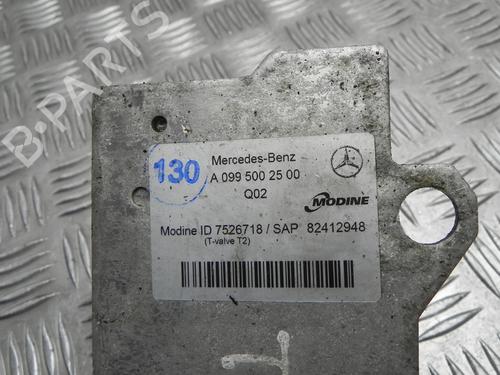 B-PARTS
130
Mercedes-Benz
A 099 500 25 00
Q02
MODINE
Modine ID 7526718 / SAP 82412948
(T-valve T2)